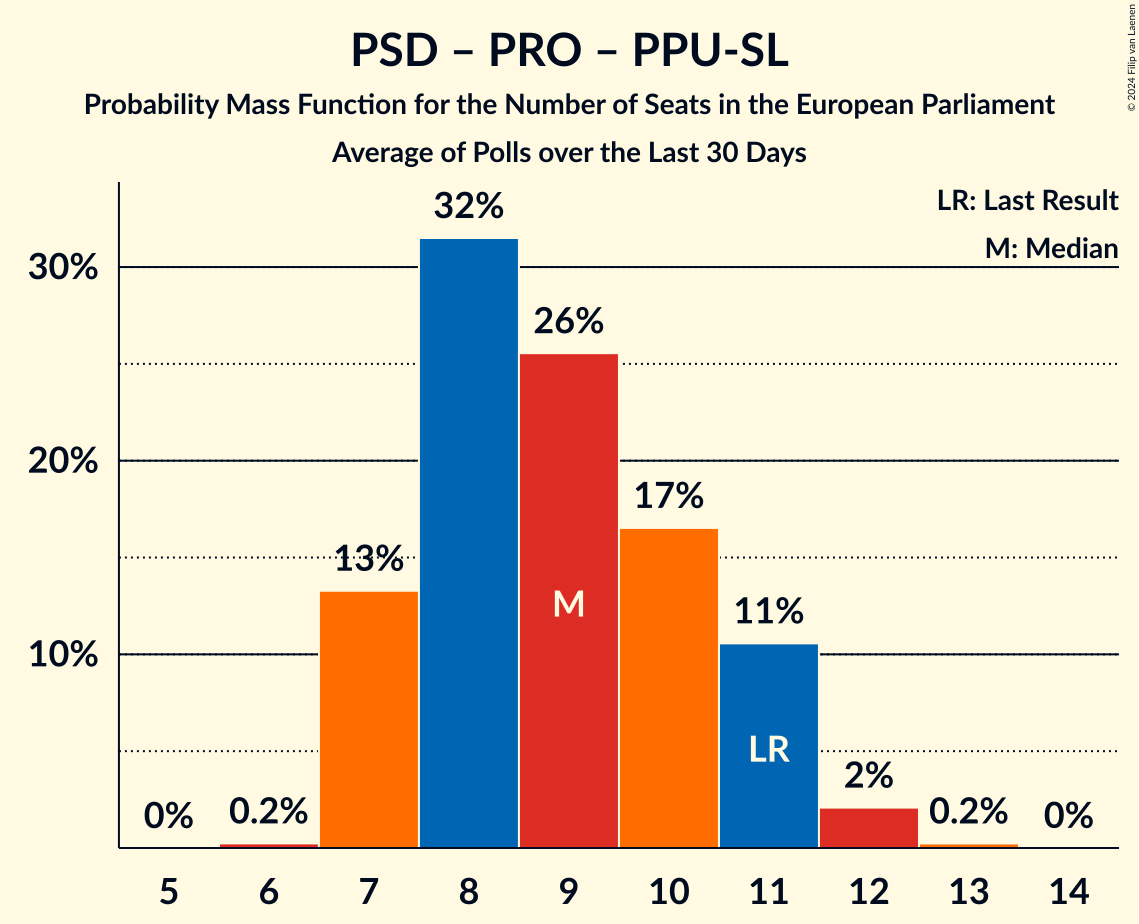 PSD – PRO – PPU-SL
Probability Mass Function for the Number of Seats in the European Parliament
Average of Polls over the Last 30 Days
© 2024 Filip van Laenen
LR: Last Result
M: Median
30%
20%
10%
0%
0.2%
13%
32%
26%
17%
11%
2%
0.2%
0%
M
LR
5 6 7 8 9 10 11 12 13 14